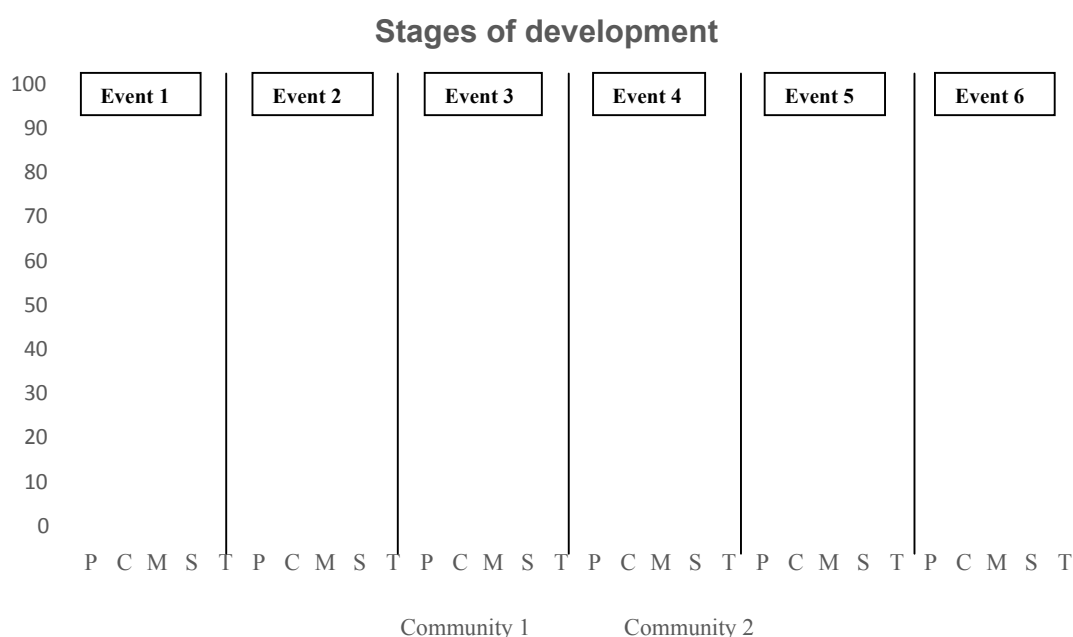 Stages of development
100
Event 1 Event 2 Event 3 Event 4 Event 5 Event 6
90
80
70
60
50
40
30
20
10
0
P C M S T P C M S T P C M S T P C M S T P C M S T P C M S T
Community 1 Community 2